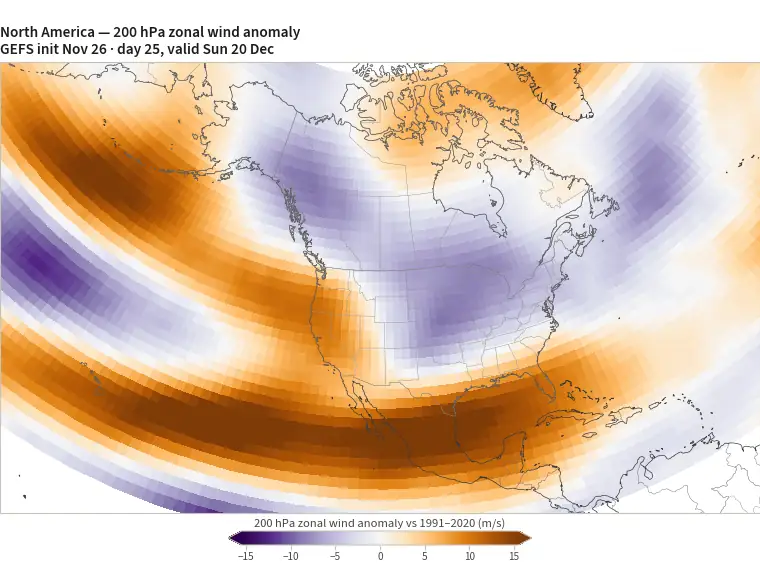 North America — 200 hPa zonal wind anomaly
GEFS init Nov 26 · day 25, valid Sun 20 Dec
200 hPa zonal wind anomaly vs 1991–2020 (m/s)
−15 −10 −5 0 5 10 15